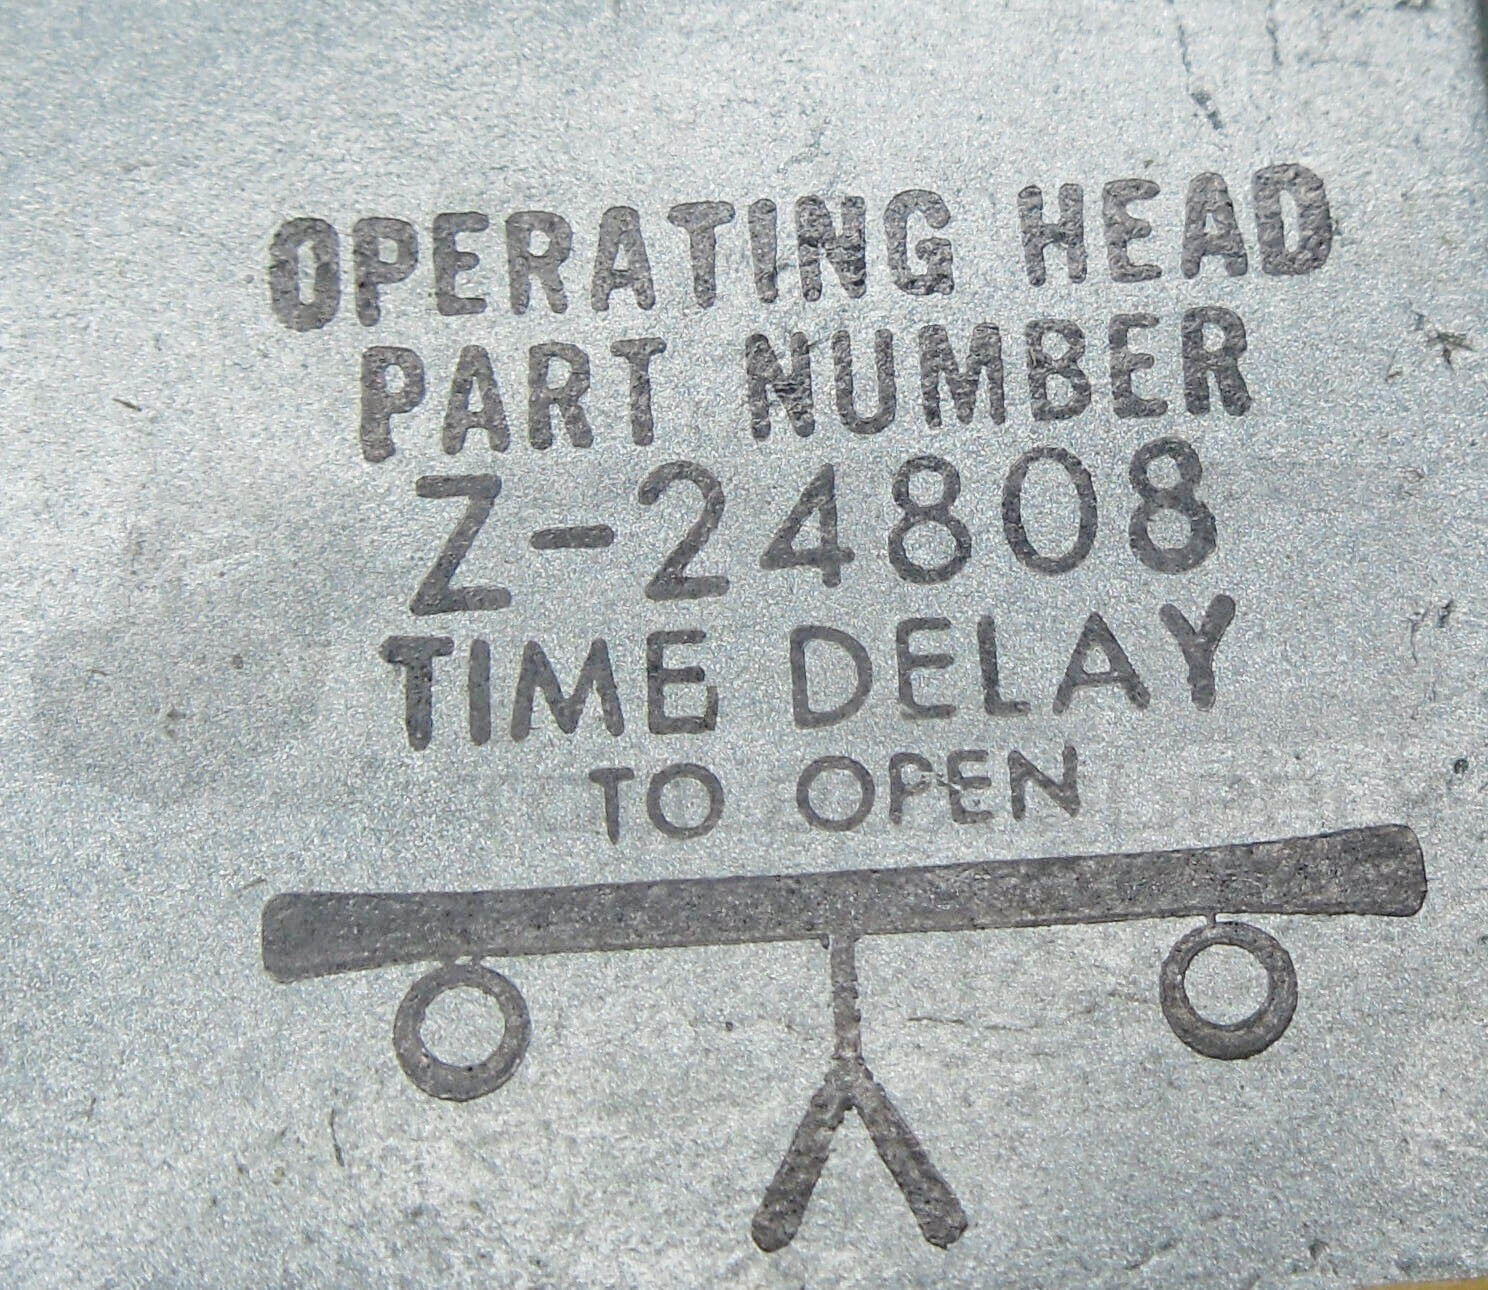 OPERATING HEAD
PART NUMBER
Z-24808
TIME DELAY
TO OPEN